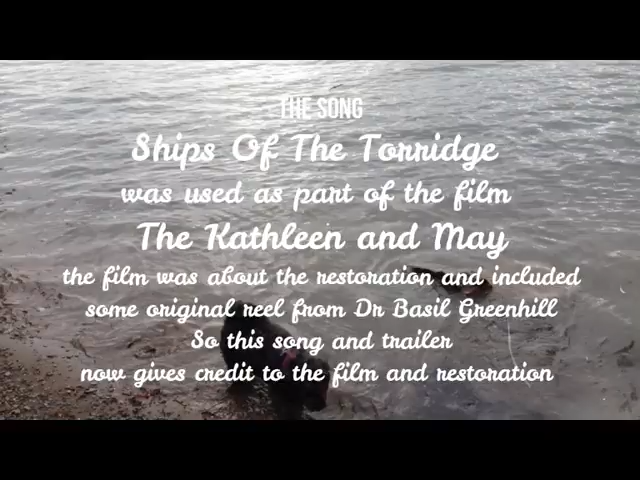 THE SONG
Ships Of The Torridge
was used as part of the film
The Kathleen and May
the film was about the restoration and included
some original reel from Dr Basil Greenhill
So this song and trailer
now gives credit to the film and restoration